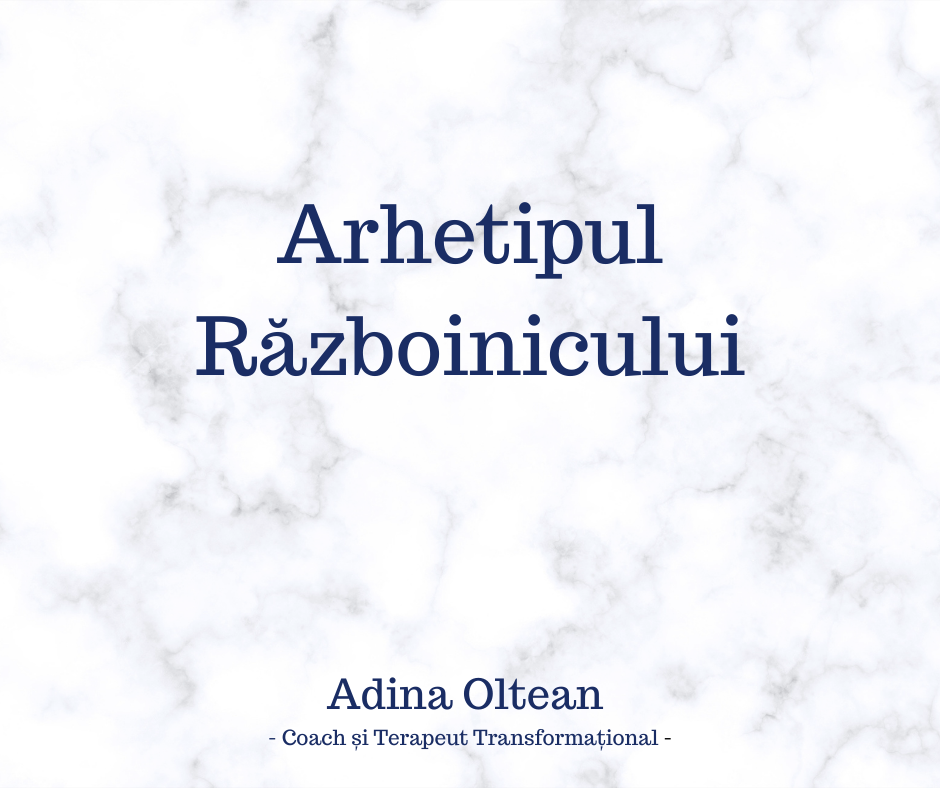 Arhetipul
Războinicului
Adina Oltean
- Coach și Terapeut Transformațional -